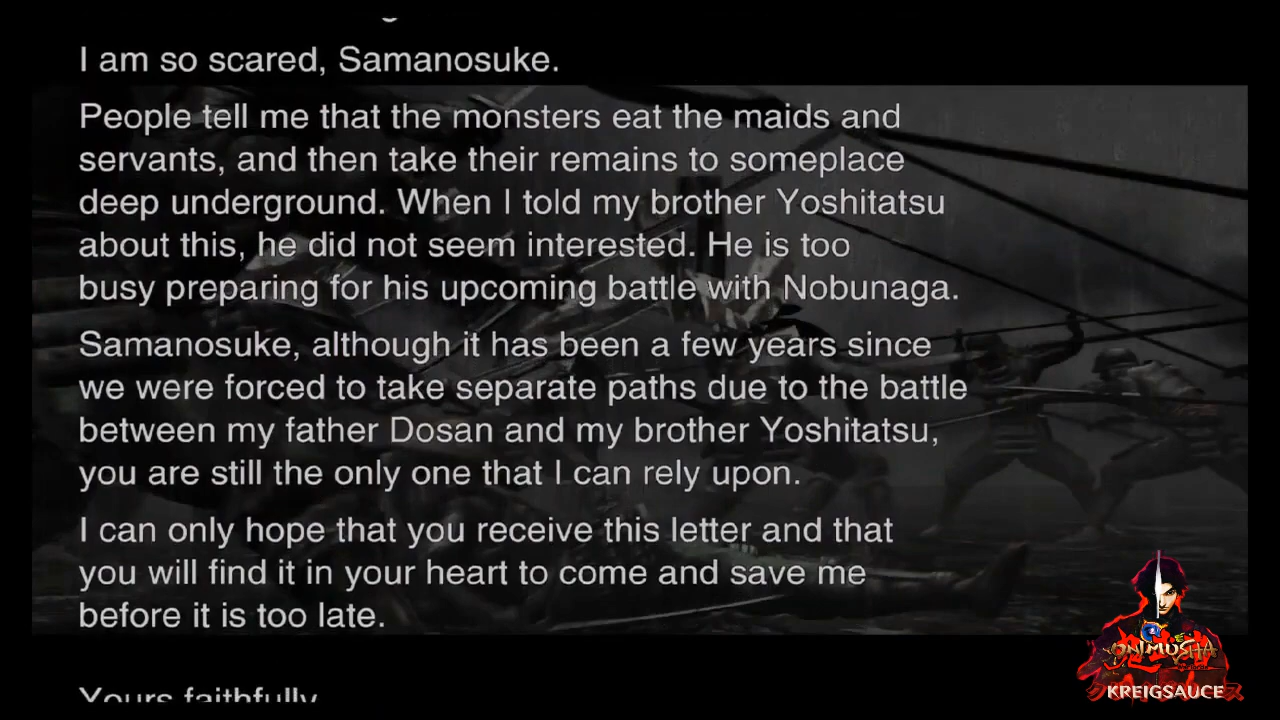 I am so scared, Samanosuke.
People tell me that the monsters eat the maids and
servants, and then take their remains to someplace
deep underground. When I told my brother Yoshitatsu
about this, he did not seem interested. He is too
busy preparing for his upcoming battle with Nobunaga.
Samanosuke, although it has been a few years since
we were forced to take separate paths due to the battle
between my father Dosan and my brother Yoshitatsu,
you are still the only one that I can rely upon.
I can only hope that you receive this letter and that
you will find it in your heart to come and save me
before it is too late.
Yours faithfully
ONIMUSHA
KREIGSAUCE